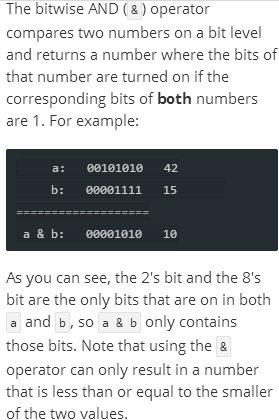 The bitwise AND ( & ) operator
compares two numbers on a bit level
and returns a number where the bits of
that number are turned on if the
corresponding bits of both numbers
are 1. For example:
a: 00101010 42
b: 00001111 15
===================
a & b: 00001010 10
As you can see, the 2's bit and the 8's
bit are the only bits that are on in both
a and b , so a & b only contains
those bits. Note that using the &
operator can only result in a number
that is less than or equal to the smaller
of the two values.